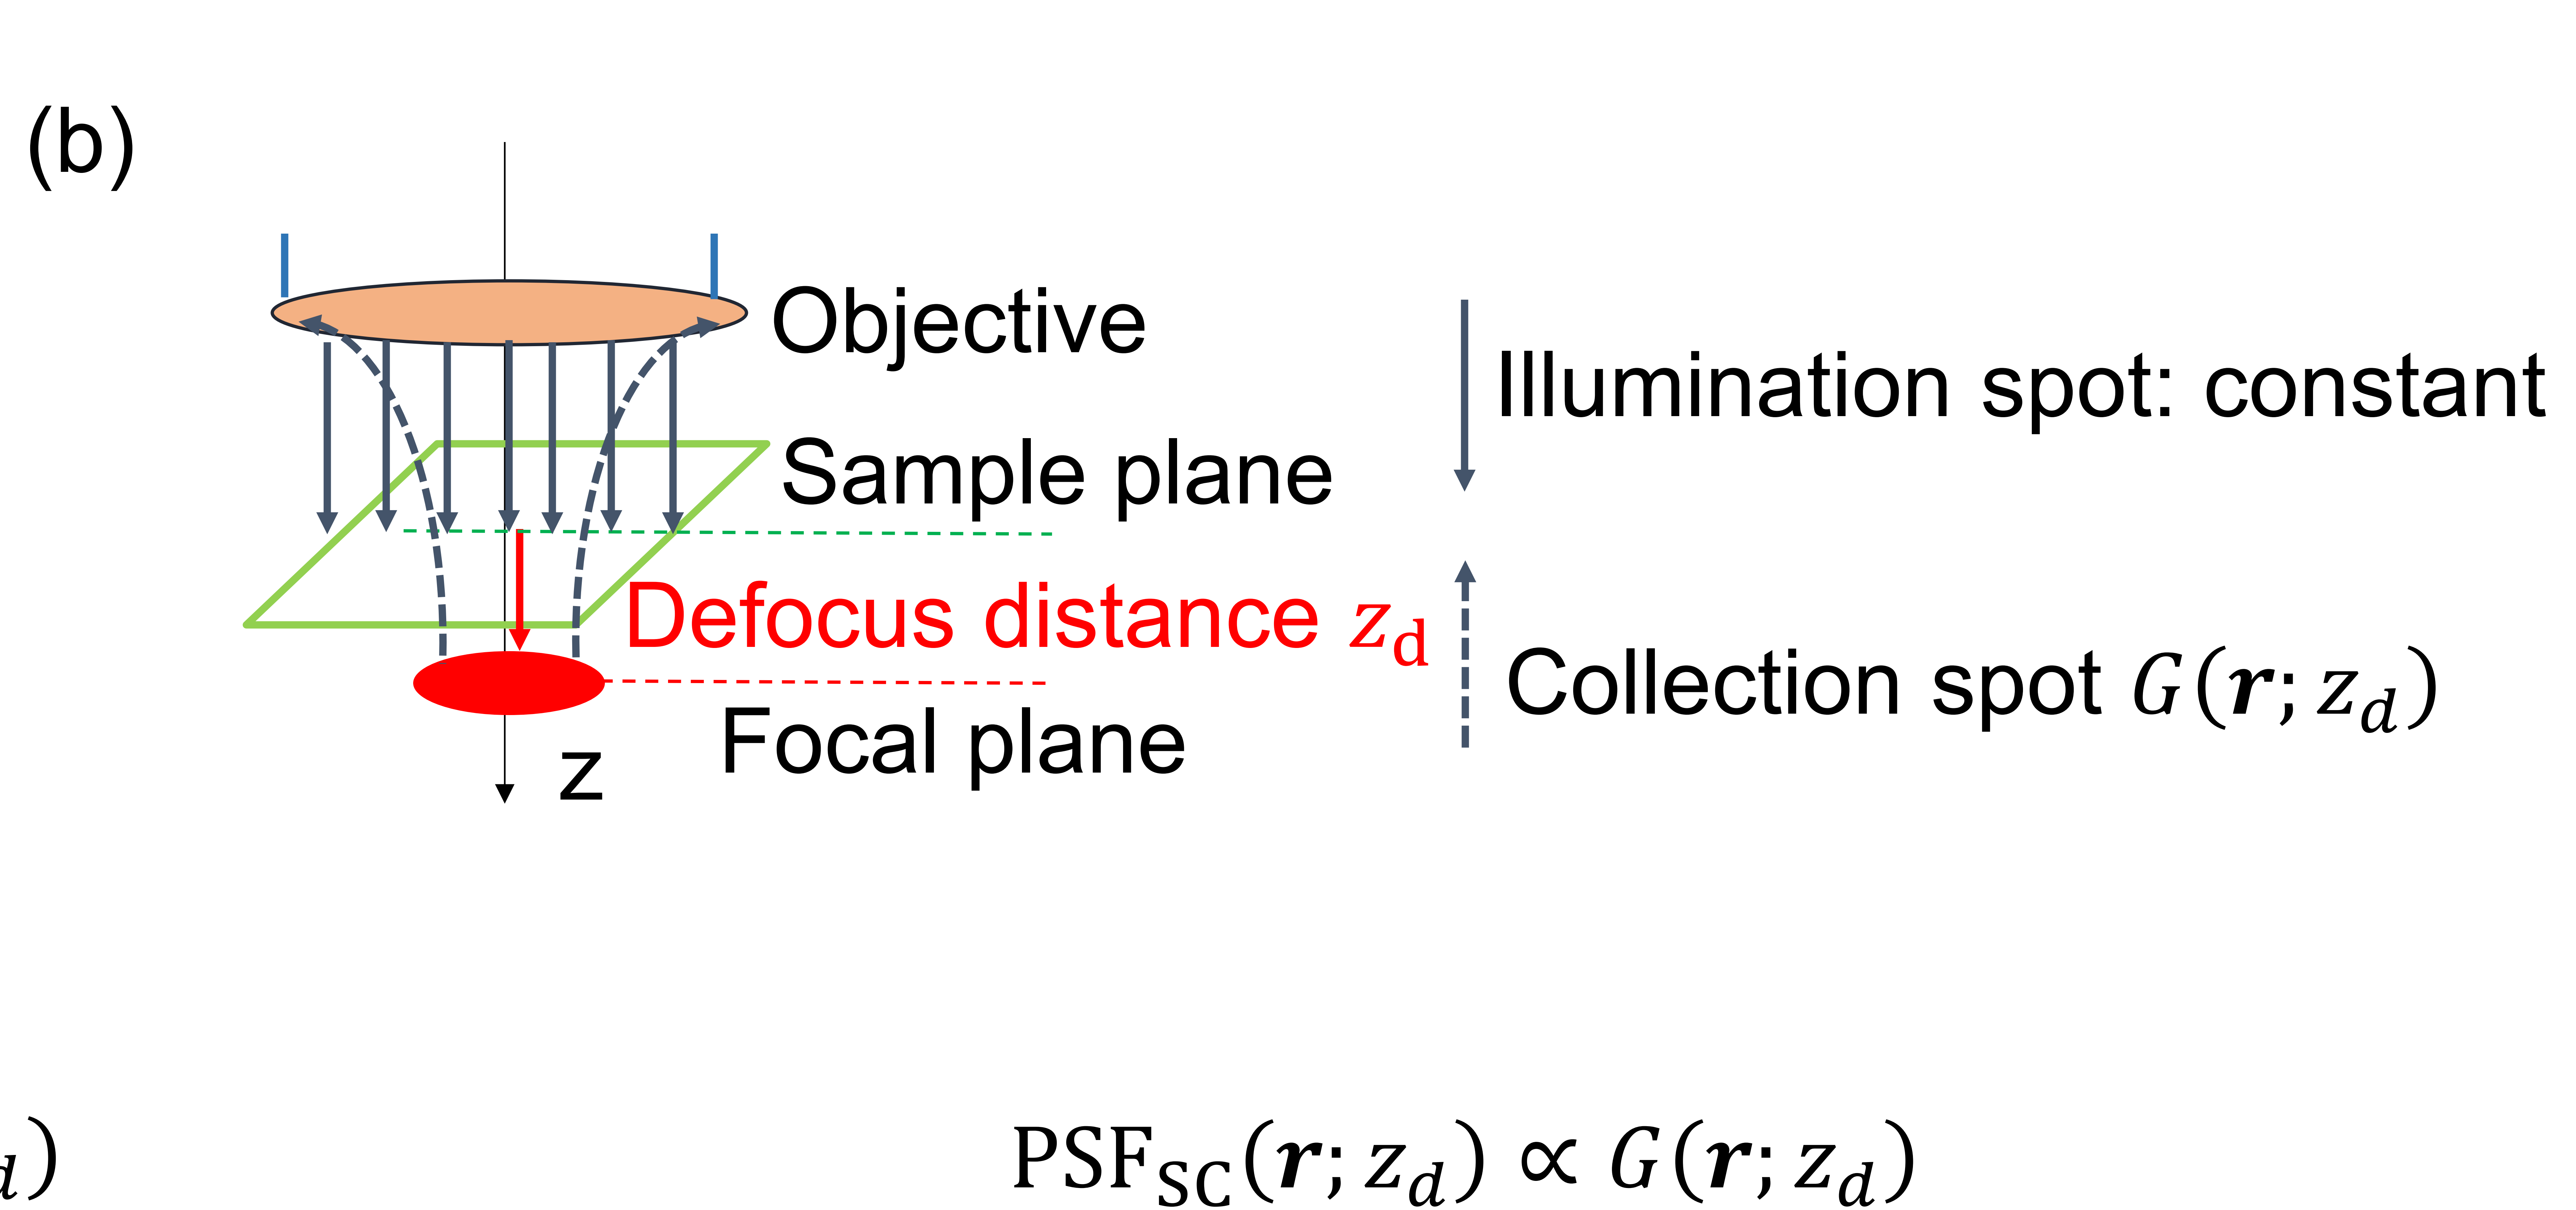 (b)
Objective
Illumination spot: constant
Sample plane
Defocus distance z_d
Collection spot G(r; z_d)
Focal plane
z
d)
PSF_SC(r; z_d) ∝ G(r; z_d)